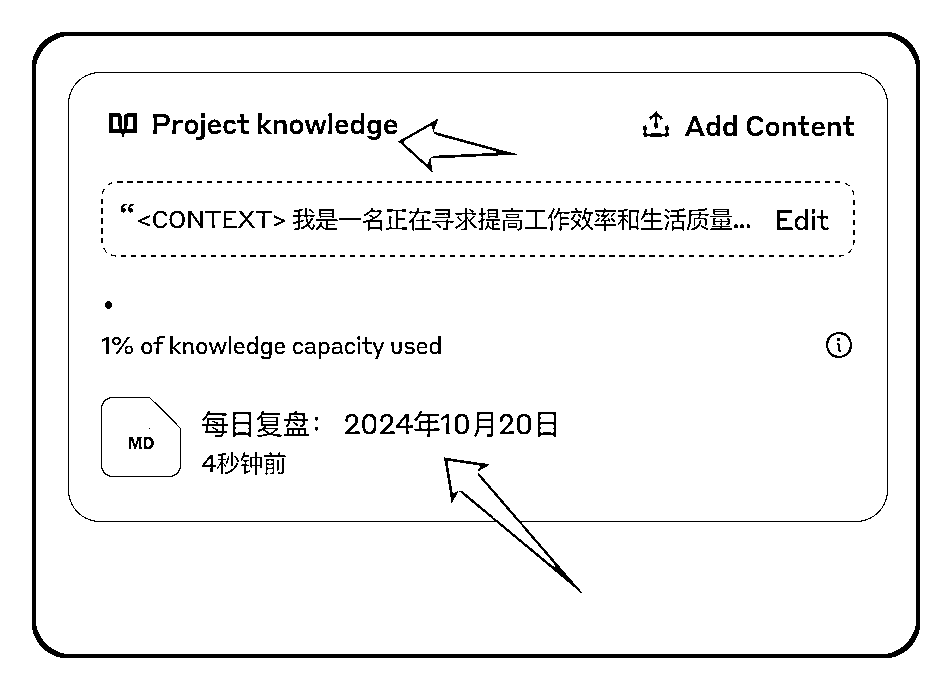 Project knowledge Add Content
“<CONTEXT> 我是一名正在寻求提高工作效率和生活质量... Edit
•
1% of knowledge capacity used
MD 每日复盘： 2024年10月20日
4秒钟前